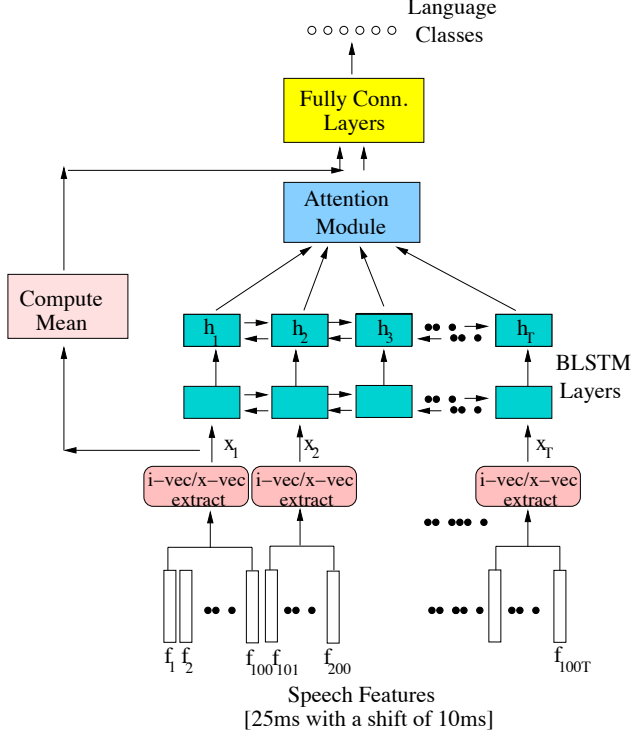 Language
Classes
Fully Conn.
Layers
Attention
Module
Compute
Mean
h1 h2 h3 hT
BLSTM
Layers
x1 x2 xT
i-vec/x-vec i-vec/x-vec i-vec/x-vec
extract extract extract
f1 f2 f100 f101 f200 f100T
Speech Features
[25ms with a shift of 10ms]